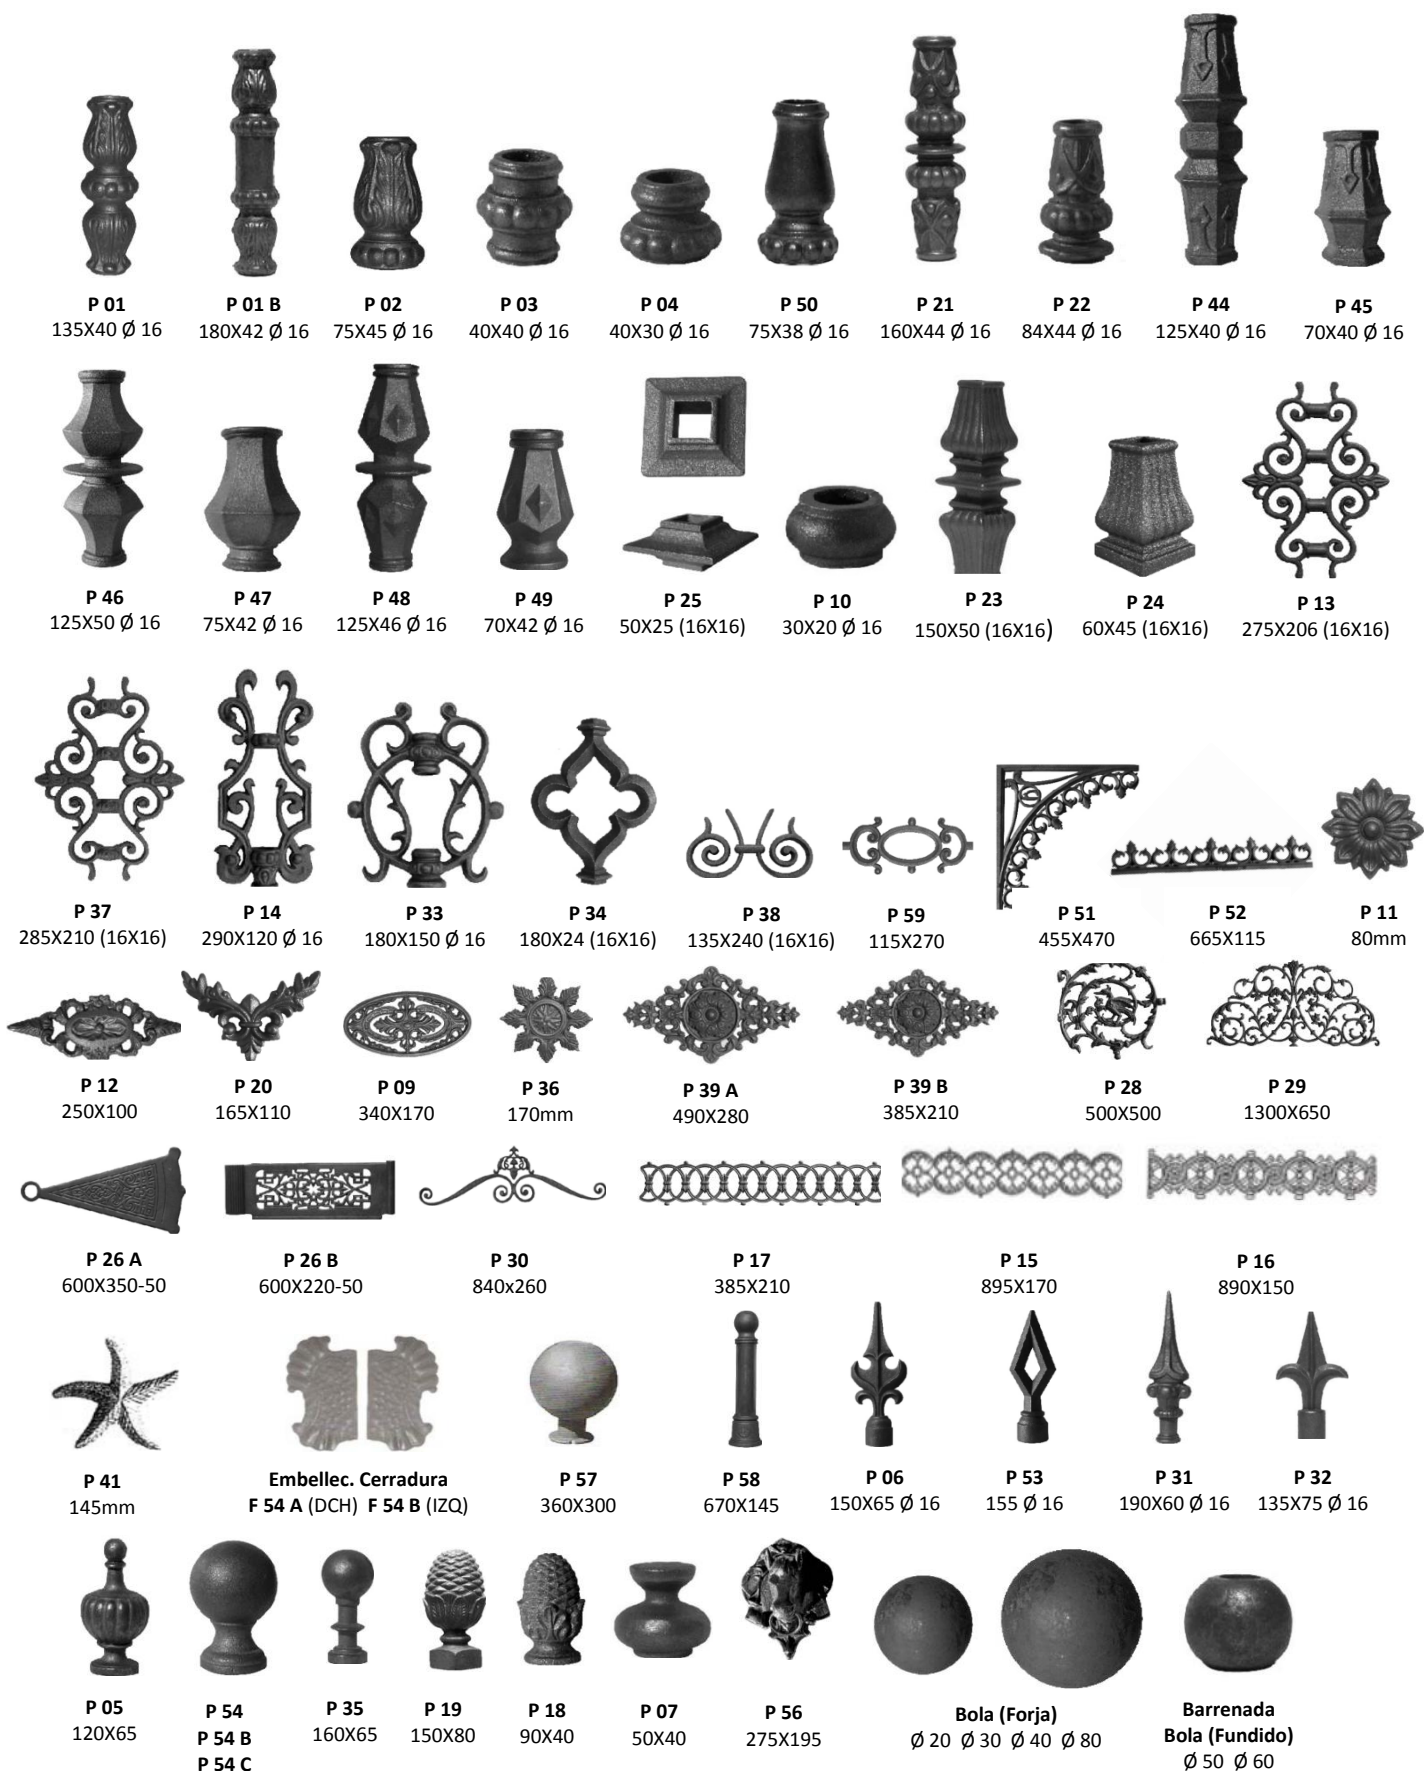 P 01
135X40 Ø 16
P 01 B
180X42 Ø 16
P 02
75X45 Ø 16
P 03
40X40 Ø 16
P 04
40X30 Ø 16
P 50
75X38 Ø 16
P 21
160X44 Ø 16
P 22
84X44 Ø 16
P 44
125X40 Ø 16
P 45
70X40 Ø 16
P 46
125X50 Ø 16
P 47
75X42 Ø 16
P 48
125X46 Ø 16
P 49
70X42 Ø 16
P 25
50X25 (16X16)
P 10
30X20 Ø 16
P 23
150X50 (16X16)
P 24
60X45 (16X16)
P 13
275X206 (16X16)
P 37
285X210 (16X16)
P 14
290X120 Ø 16
P 33
180X150 Ø 16
P 34
180X24 (16X16)
P 38
135X240 (16X16)
P 59
115X270
P 51
455X470
P 52
665X115
P 11
80mm
P 12
250X100
P 20
165X110
P 09
340X170
P 36
170mm
P 39 A
490X280
P 39 B
385X210
P 28
500X500
P 29
1300X650
P 26 A
600X350-50
P 26 B
600X220-50
P 30
840x260
P 17
385X210
P 15
895X170
P 16
890X150
P 41
145mm
Embellec. Cerradura
F 54 A (DCH) F 54 B (IZQ)
P 57
360X300
P 58
670X145
P 06
150X65 Ø 16
P 53
155 Ø 16
P 31
190X60 Ø 16
P 32
135X75 Ø 16
P 05
120X65
P 54
P 54 B
P 54 C
P 35
160X65
P 19
150X80
P 18
90X40
P 07
50X40
P 56
275X195
Bola (Forja)
Ø 20 Ø 30 Ø 40 Ø 80
Barrenada
Bola (Fundido)
Ø 50 Ø 60